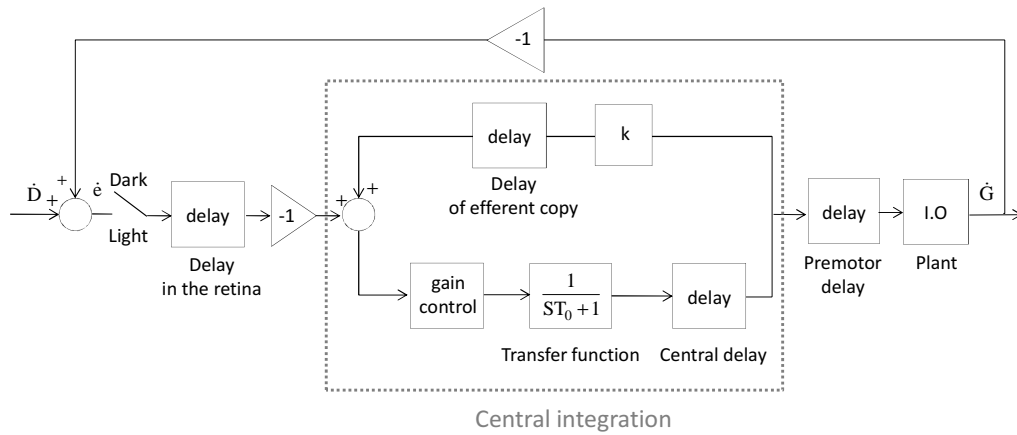 -1
k
delay
Delay
of efferent copy
+
+
Ḋ
+
ė
Dark
Light
delay
Delay
in the retina
-1
+
+
gain
control
1
ST₀ +1
Transfer function
delay
Central delay
delay
Premotor
delay
I.O
Plant
Ġ
Central integration